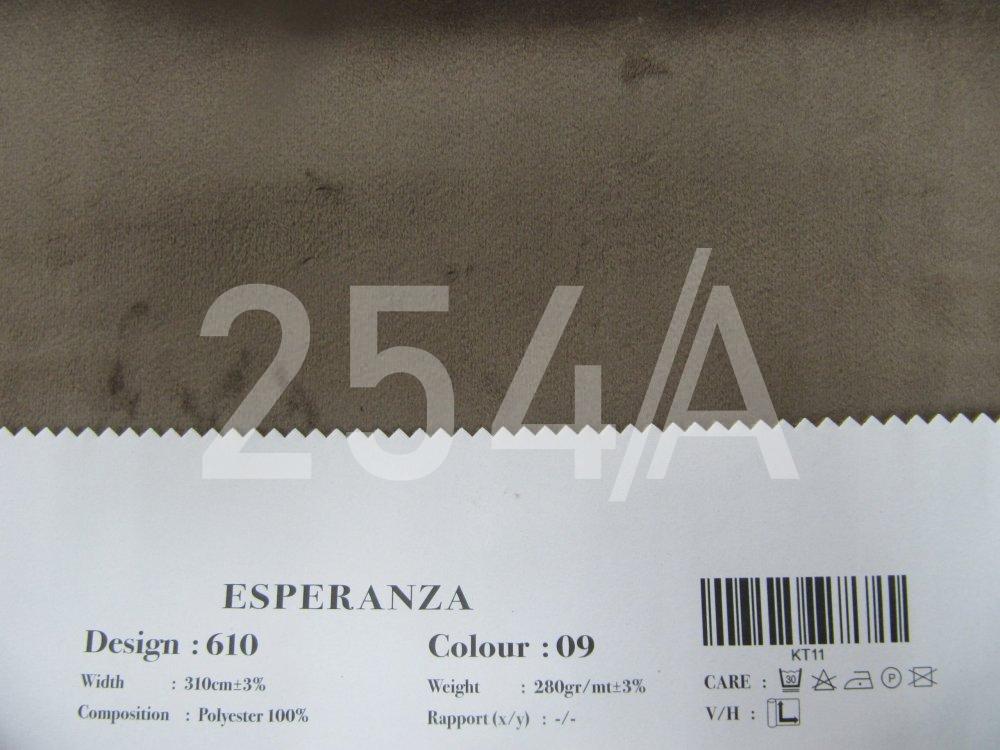 254/A
ESPERANZA
Design : 610
Colour : 09
Width : 310cm±3%
Weight : 280gr/mt±3%
Composition : Polyester 100%
Rapport (x/y) : -/-
KT11
CARE : 30 P
V/H :